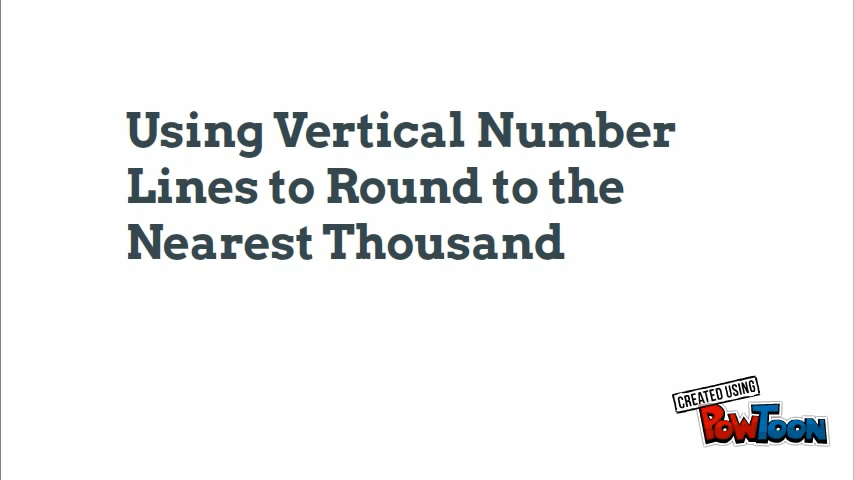 Using Vertical Number
Lines to Round to the
Nearest Thousand
CREATED USING
POWTOON